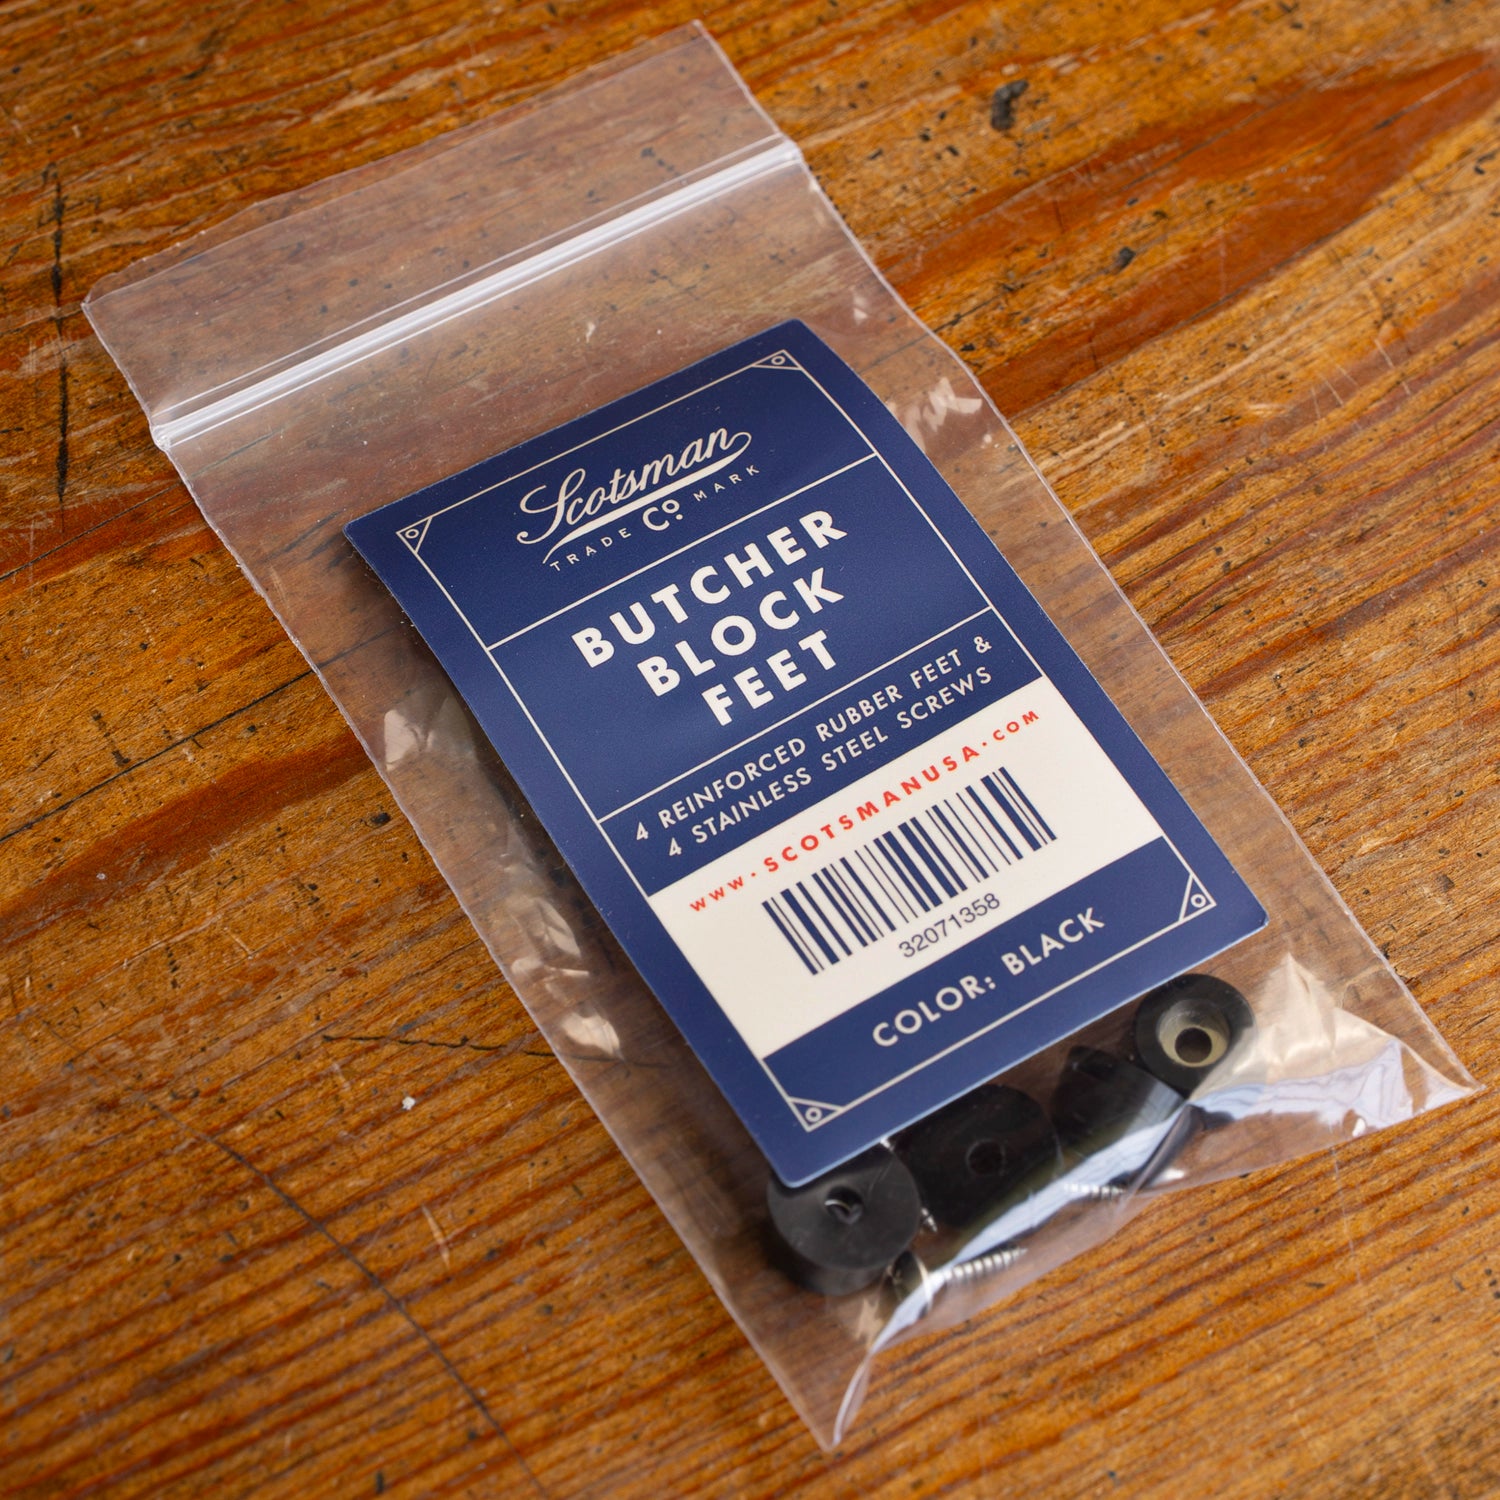 Scotsman
TRADE Co. MARK
BUTCHER
BLOCK
FEET
4 REINFORCED RUBBER FEET &
4 STAINLESS STEEL SCREWS
www.SCOTSMANUSA.COM
32071358
COLOR: BLACK